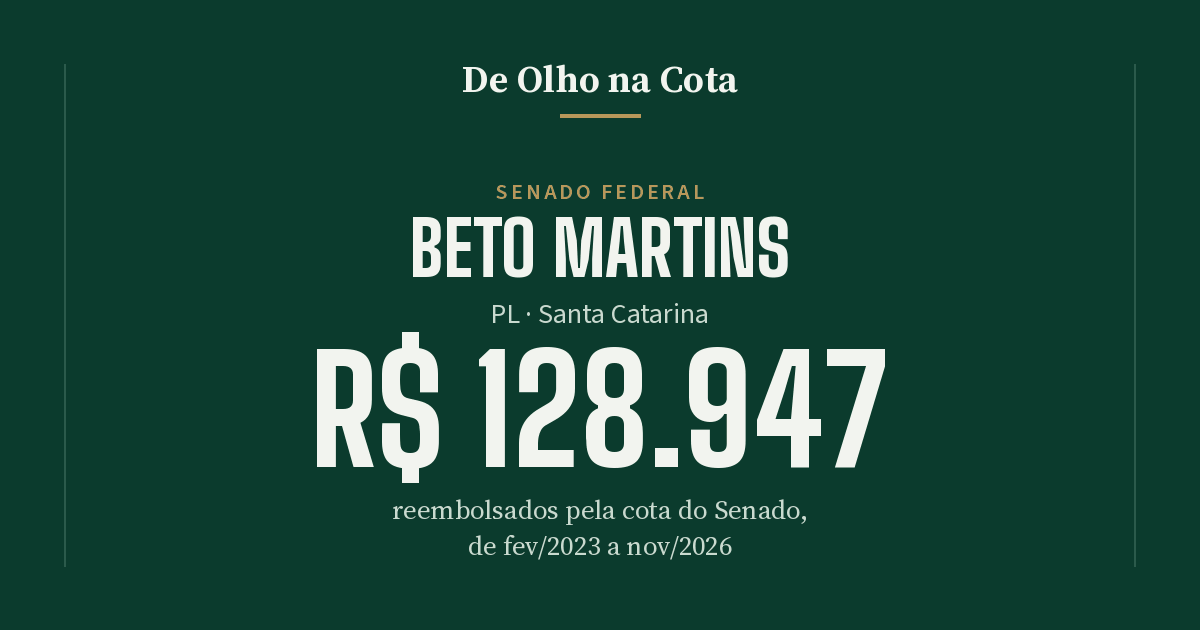 De Olho na Cota
SENADO FEDERAL
BETO MARTINS
PL · Santa Catarina
R$ 128.947
reembolsados pela cota do Senado,
de fev/2023 a nov/2026